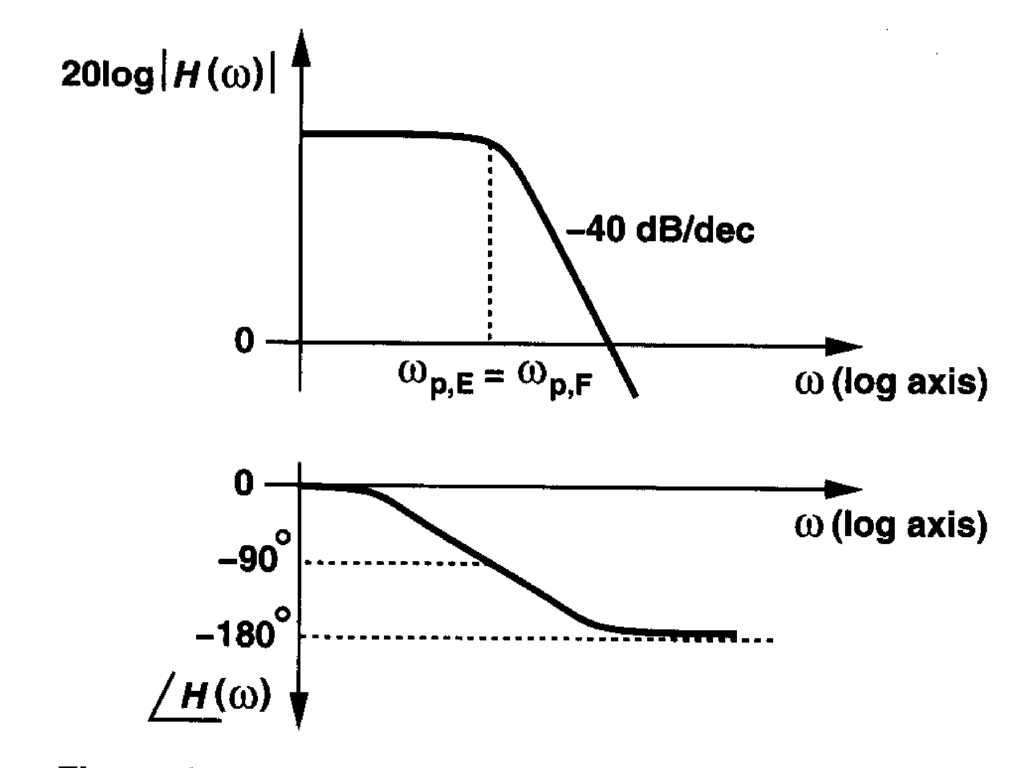 20log|H(ω)|
−40 dB/dec
0
ωp,E = ωp,F
ω (log axis)
0
ω (log axis)
−90°
−180°
∠H(ω)